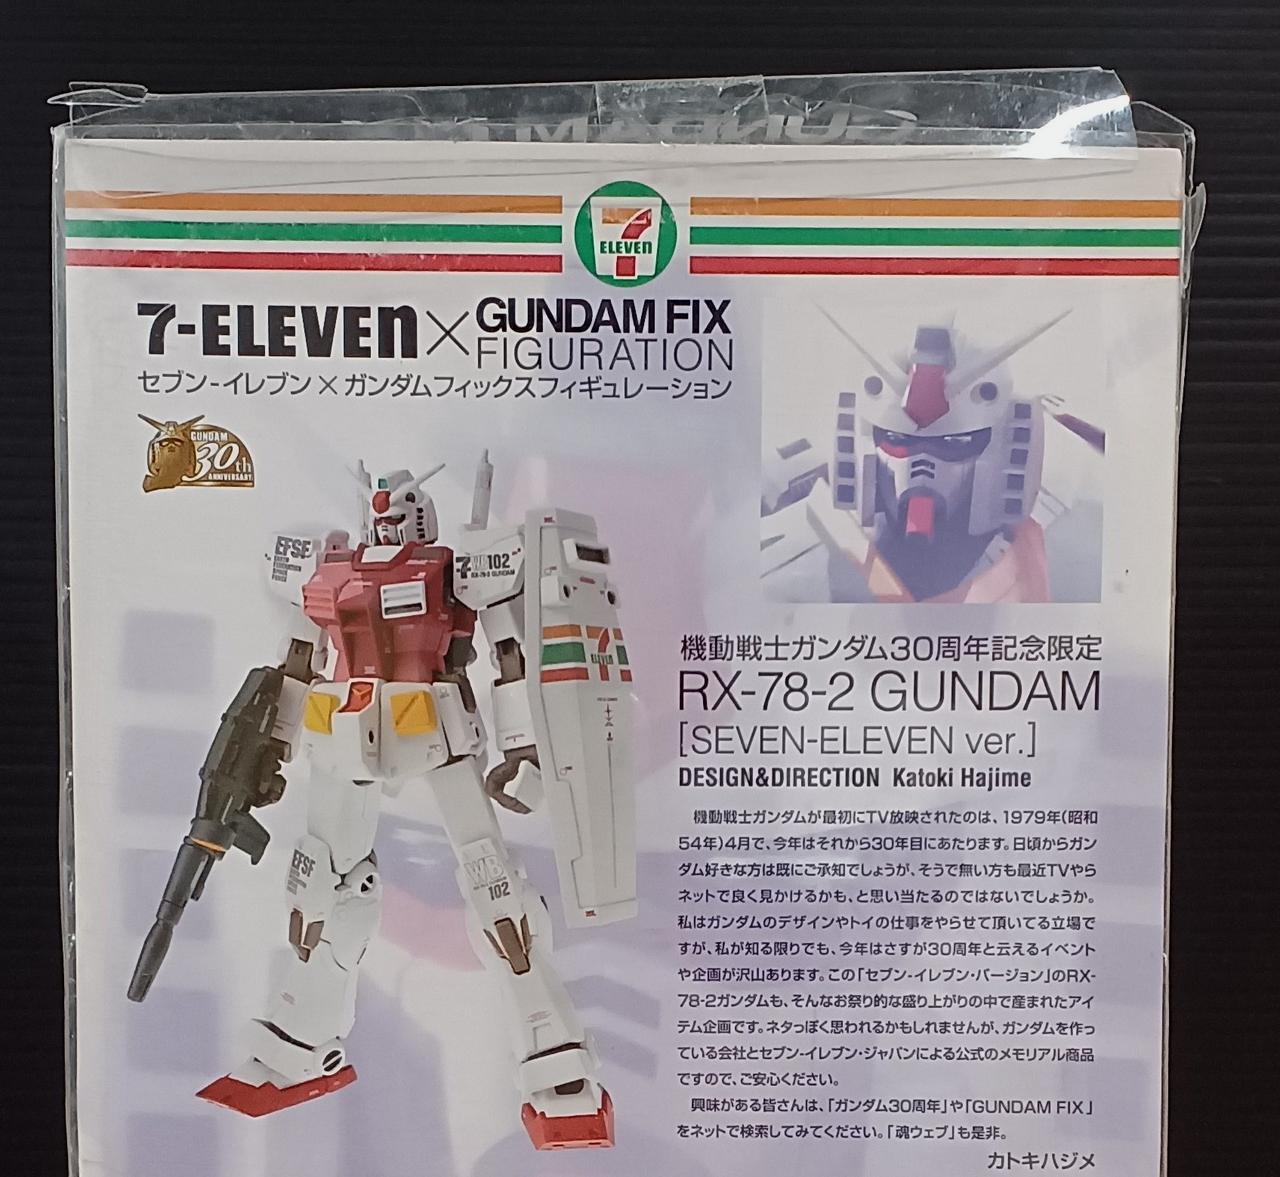 7
ELEVEn
7-ELEVEn×GUNDAM FIX
FIGURATION
セブン-イレブン×ガンダムフィックスフィギュレーション
GUNDAM
30th
ANNIVERSARY
EFSF
EARTH
FEDERATION
SPACE
FORCE
7 WB102
RX-78-2 GUNDAM
7
ELEVEn
EFSF
WB
102
機動戦士ガンダム30周年記念限定
RX-78-2 GUNDAM
[SEVEN-ELEVEN ver.]
DESIGN&DIRECTION Katoki Hajime
機動戦士ガンダムが最初にTV放映されたのは、1979年(昭和
54年)4月で、今年はそれから30年目にあたります。日頃からガン
ダム好きな方は既にご承知でしょうが、そうで無い方も最近TVやら
ネットで良く見かけるかも、と思い当たるのではないでしょうか。
私はガンダムのデザインやトイの仕事をやらせて頂いてる立場で
すが、私が知る限りでも、今年はさすが30周年と云えるイベント
や企画が沢山あります。この「セブン-イレブン・バージョン」のRX-
78-2ガンダムも、そんなお祭り的な盛り上がりの中で産まれたアイ
テム企画です。ネタっぽく思われるかもしれませんが、ガンダムを作っ
ている会社とセブン-イレブン・ジャパンによる公式のメモリアル商品
ですので、ご安心ください。
興味がある皆さんは、「ガンダム30周年」や「GUNDAM FIX」
をネットで検索してみてください。「魂ウェブ」も是非。
カトキハジメ